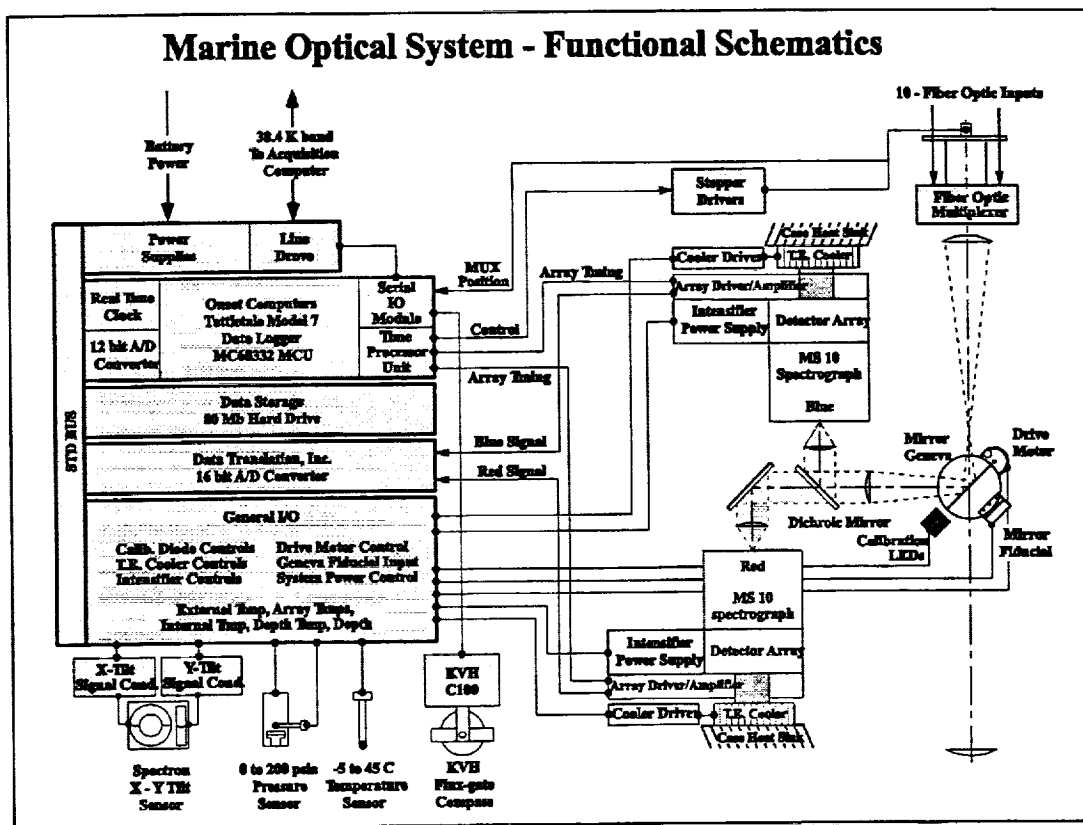 Marine Optical System - Functional Schematics
10 - Fiber Optic Inputs
Battery
Power
38.4 K baud
To Acquisition
Computer
Stepper
Drivers
Fiber Optic
Multiplexer
Case Heat Sink
Cooler Driver
T.E. Cooler
Power
Supplies
Line
Drove
MUX
Position
Array Timing
Array Driver/Amplifier
Real Time
Clock
12 bit A/D
Converter
Onset Computers
Tattletale Model 7
Data Logger
MC68332 MCU
Serial
IO
Module
Time
Processor
Unit
Control
Array Timing
Intensifier
Power Supply
Detector Array
MS 10
Spectrograph
Blue
STD BUS
Data Storage
80 Mb Hard Drive
Blue Signal
Data Translation, Inc.
16 bit A/D Converter
Red Signal
Mirror
Geneva
Drive
Motor
Dichroic Mirror
Calibration
LEDs
Mirror
Fiducial
General I/O
Calib. Diode Controls
T.E. Cooler Controls
Intensifier Controls
Drive Motor Control
Geneva Fiducial Input
System Power Control
External Temp, Array Temps,
Internal Temp, Depth Temp, Depth
Red
MS 10
spectrograph
Intensifier
Power Supply
Detector Array
Array Driver/Amplifier
Cooler Driver
T.E. Cooler
Case Heat Sink
X-Tilt
Signal Cond.
Y-Tilt
Signal Cond.
KVH
C100
Spectron
X - Y Tilt
Sensor
0 to 200 psia
Pressure
Sensor
-5 to 45 C
Temperature
Sensor
KVH
Flux-gate
Compass